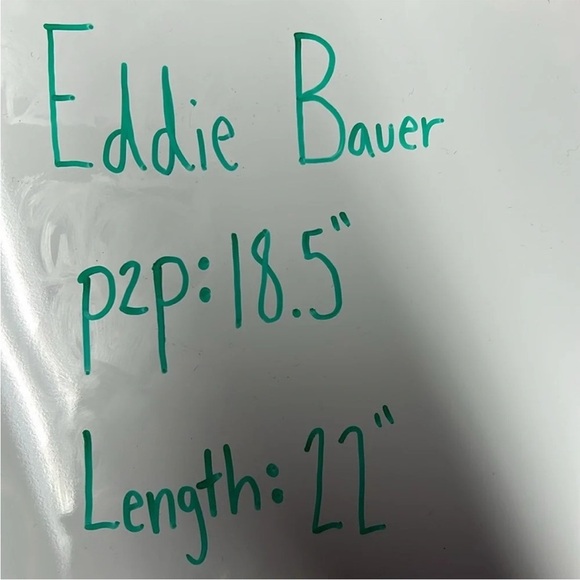 Eddie Bauer
p2p: 18.5"
Length: 22"